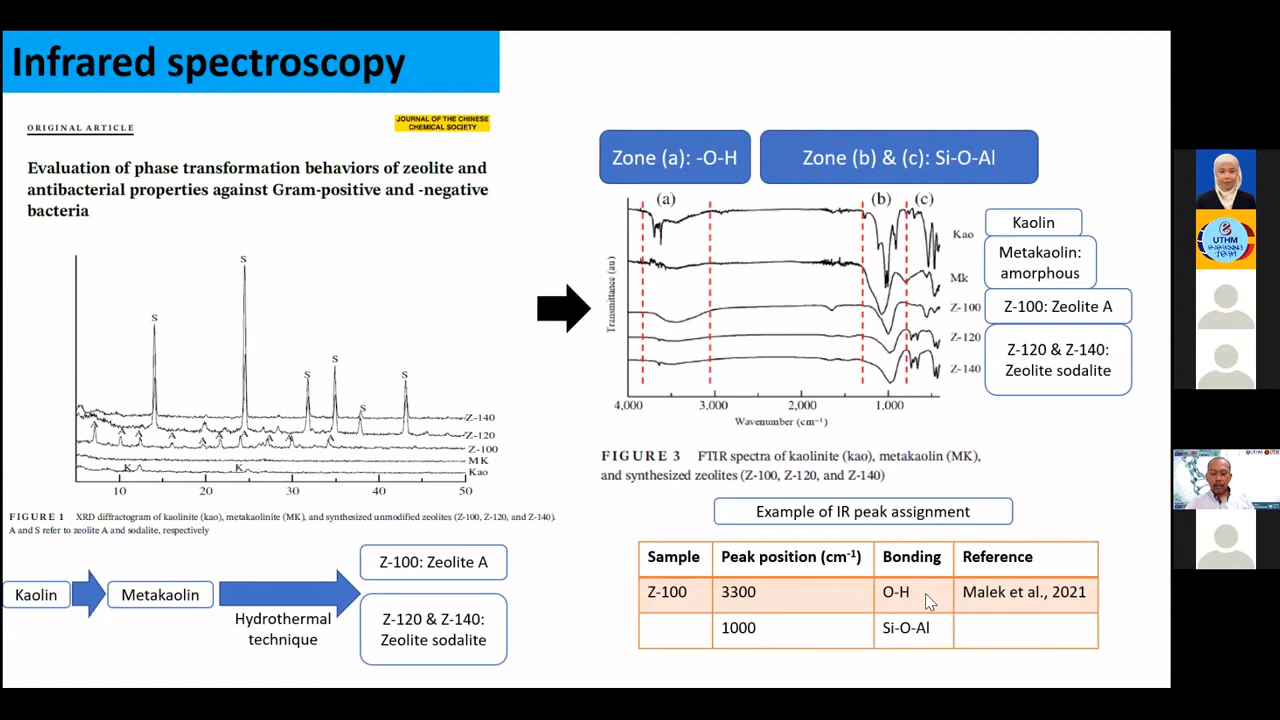 Infrared spectroscopy
ORIGINAL ARTICLE
JOURNAL OF THE CHINESE
CHEMICAL SOCIETY
Evaluation of phase transformation behaviors of zeolite and
antibacterial properties against Gram-positive and -negative
bacteria
S
S
S
S
S
S
S
A
A
A
A
A
A
A
A
A
A
Z-140
Z-120
Z-100
MK
Kao
K
K
10
20
30
40
50
FIGURE 1 XRD diffractogram of kaolinite (kao), metakaolinite (MK), and synthesized unmodified zeolites (Z-100, Z-120, and Z-140).
A and S refer to zeolite A and sodalite, respectively
Kaolin
Metakaolin
Hydrothermal
technique
Z-100: Zeolite A
Z-120 & Z-140:
Zeolite sodalite
Zone (a): -O-H
Zone (b) & (c): Si-O-Al
(a)
(b)
(c)
Kao
Mk
Z-100
Z-120
Z-140
Transmittance (au)
4,000
3,000
2,000
1,000
Wavenumber (cm⁻¹)
Kaolin
Metakaolin:
amorphous
Z-100: Zeolite A
Z-120 & Z-140:
Zeolite sodalite
FIGURE 3 FTIR spectra of kaolinite (kao), metakaolin (MK),
and synthesized zeolites (Z-100, Z-120, and Z-140)
Example of IR peak assignment
Sample Peak position (cm⁻¹) Bonding Reference
Z-100 3300 O-H Malek et al., 2021
1000 Si-O-Al
UTHM